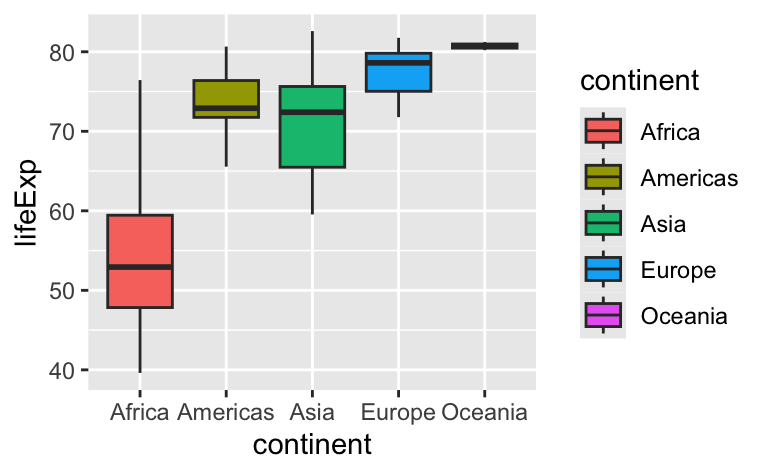 80
70
60
50
40
lifeExp
Africa Americas Asia Europe Oceania
continent
continent
Africa
Americas
Asia
Europe
Oceania